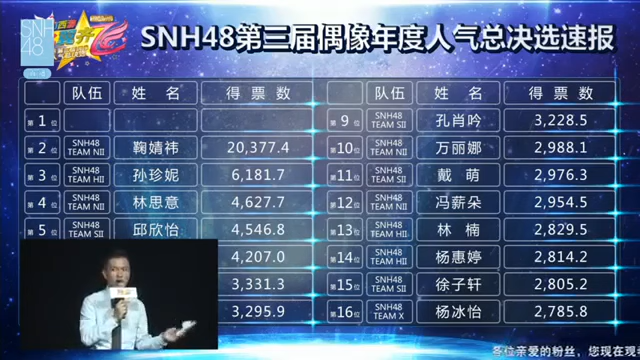 SNH48
SNH48第三届偶像年度人气总决选速报
队伍 姓名 得票数
第1位
第2位 SNH48 TEAM NII 鞠婧祎 20,377.4
第3位 SNH48 TEAM HII 孙珍妮 6,181.7
第4位 SNH48 TEAM NII 林思意 4,627.7
第5位 SNH48 TEAM SII 邱欣怡 4,546.8
4,207.0
3,331.3
3,295.9
队伍 姓名 得票数
第9位 SNH48 TEAM SII 孔肖吟 3,228.5
第10位 SNH48 TEAM NII 万丽娜 2,988.1
第11位 SNH48 TEAM SII 戴萌 2,976.3
第12位 SNH48 TEAM NII 冯薪朵 2,954.5
第13位 SNH48 TEAM HII 林楠 2,829.5
第14位 SNH48 TEAM HII 杨惠婷 2,814.2
第15位 SNH48 TEAM SII 徐子轩 2,805.2
第16位 SNH48 TEAM X 杨冰怡 2,785.8
各位亲爱的粉丝，您现在观